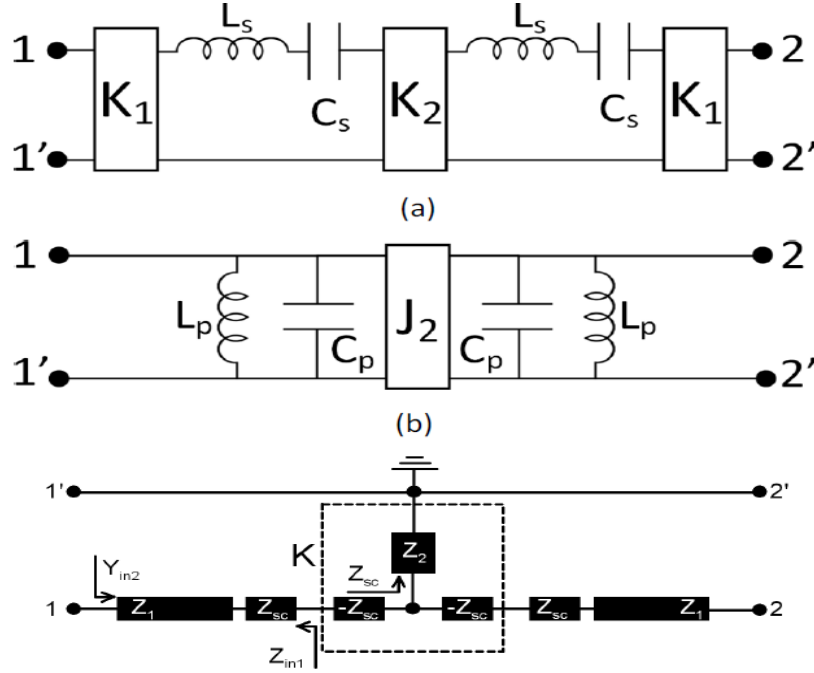 Ls Ls
1 K1 Cs K2 Cs K1 2
1' 2'
(a)
1 2
Lp Cp J2 Cp Lp
1' 2'
(b)
1' 2'
K Z2
Yin2 Zsc
1 Z1 Zsc -Zsc -Zsc Zsc Z1 2
Zin1